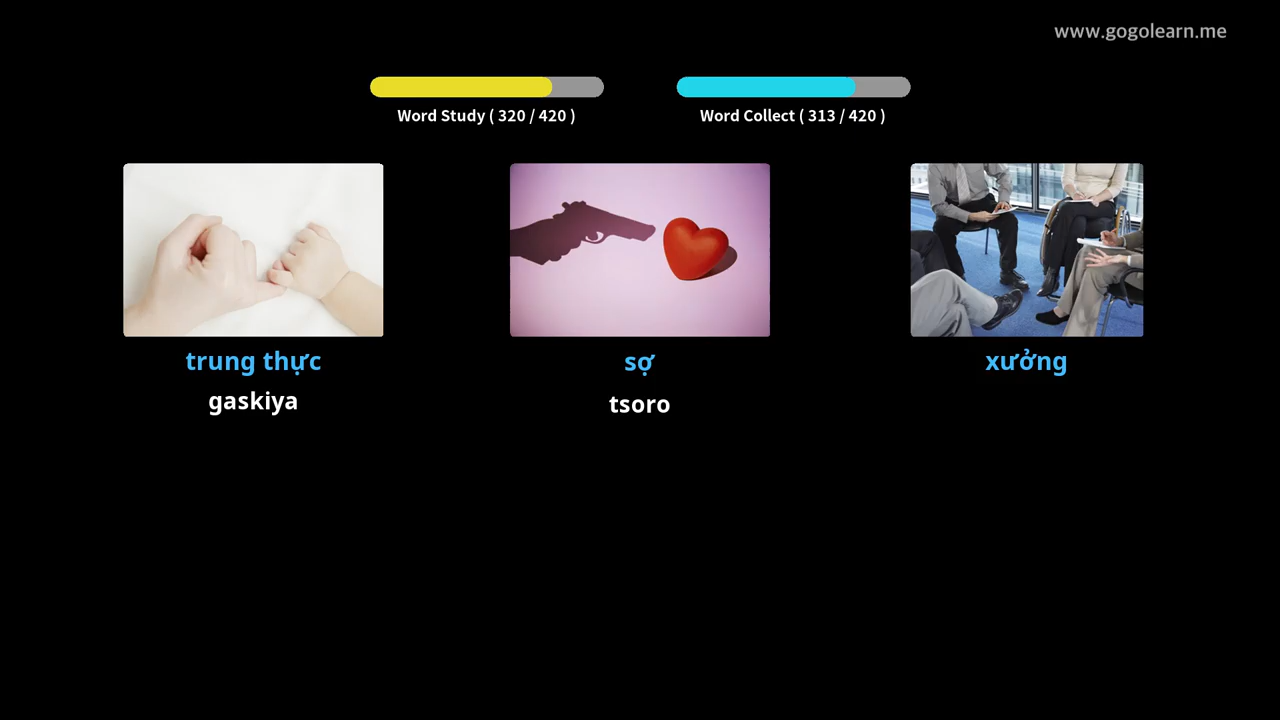 www.gogolearn.me
Word Study ( 320 / 420 )
Word Collect ( 313 / 420 )
trung thực
sợ
xưởng
gaskiya
tsoro